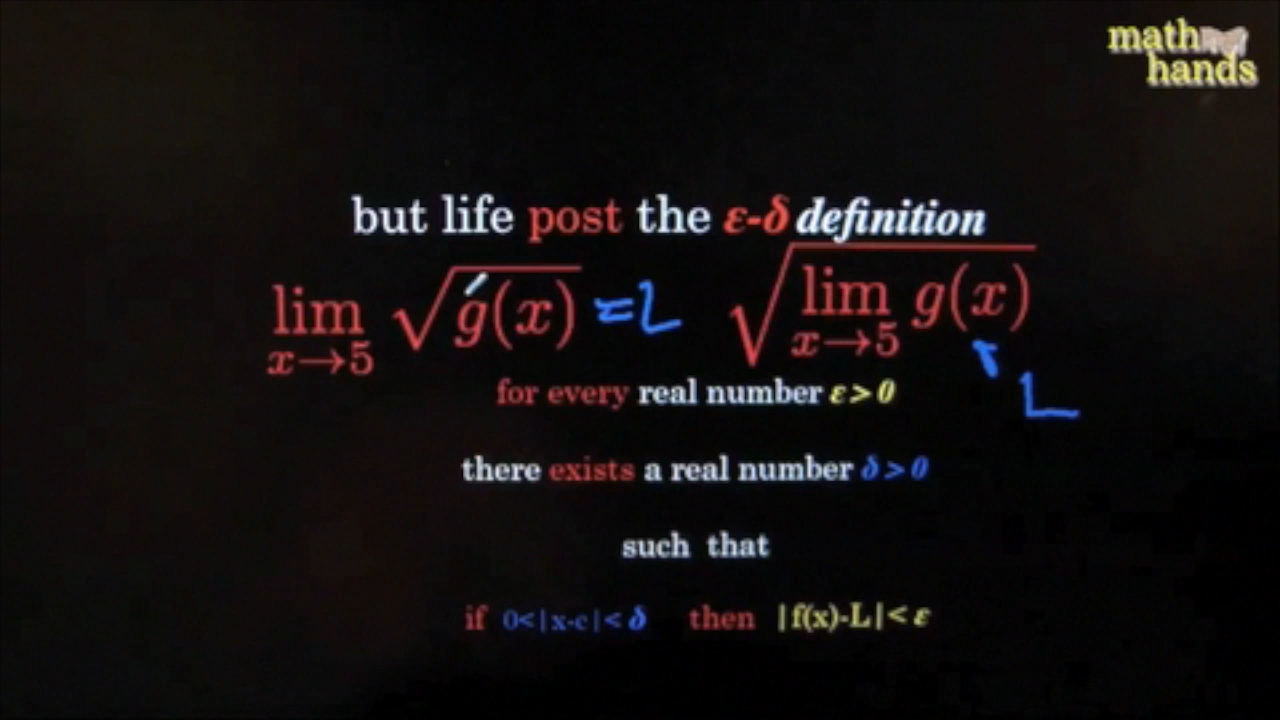 math
hands
but life post the ε-δ definition
lim x→5 √g(x) = L √lim x→5 g(x)
L
for every real number ε > 0
there exists a real number δ > 0
such that
if 0<|x-c|< δ then |f(x)-L|< ε